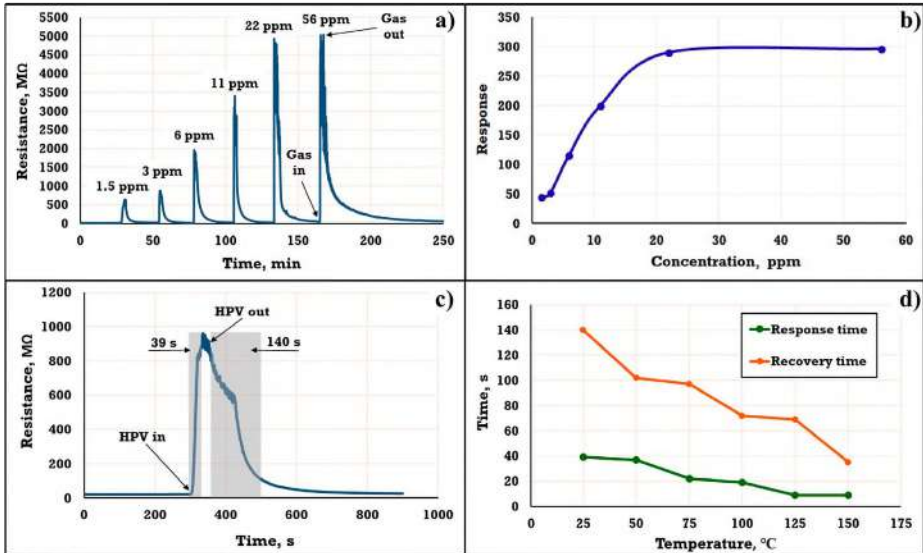 a)
Resistance, MΩ
5500
5000
4500
4000
3500
3000
2500
2000
1500
1000
500
0
1.5 ppm
3 ppm
6 ppm
11 ppm
22 ppm
56 ppm
Gas out
Gas in
0 50 100 150 200 250
Time, min
b)
Response
350
300
250
200
150
100
50
0
0 10 20 30 40 50 60
Concentration, ppm
c)
Resistance, MΩ
1200
1000
800
600
400
200
0
HPV out
39 s
140 s
HPV in
0 200 400 600 800 1000
Time, s
d)
Time, s
160
140
120
100
80
60
40
20
0
Response time
Recovery time
0 25 50 75 100 125 150 175
Temperature, °C